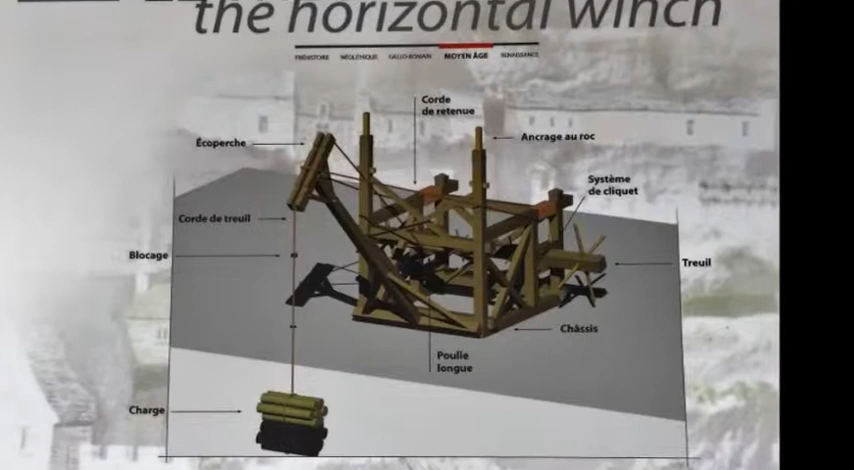 the horizontal winch
PRÉHISTOIRE NÉOLITHIQUE GALLO-ROMAIN MOYEN ÂGE RENAISSANCE
Corde
de retenue
Écoperche
Ancrage au roc
Système
de cliquet
Corde de treuil
Blocage
Treuil
Châssis
Poulie
longue
Charge